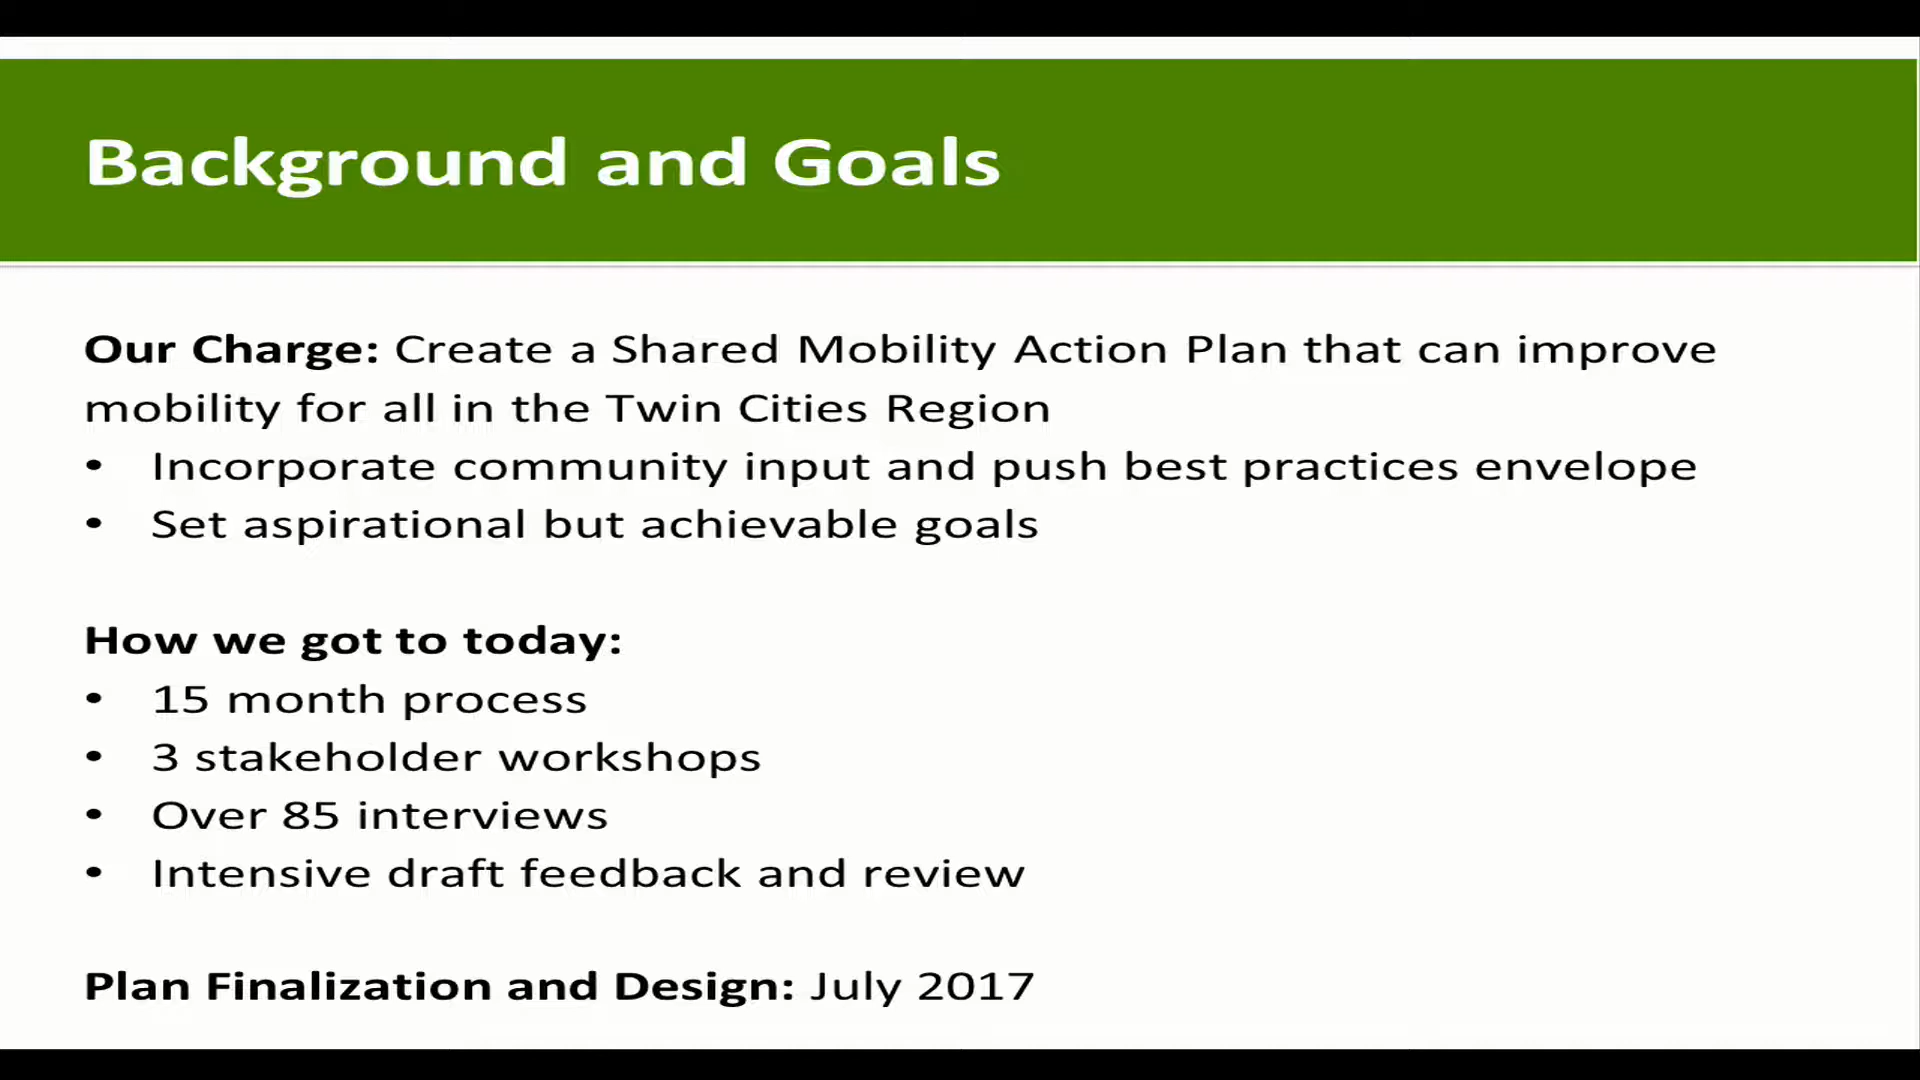 Background and Goals
Our Charge: Create a Shared Mobility Action Plan that can improve
mobility for all in the Twin Cities Region
• Incorporate community input and push best practices envelope
• Set aspirational but achievable goals
How we got to today:
• 15 month process
• 3 stakeholder workshops
• Over 85 interviews
• Intensive draft feedback and review
Plan Finalization and Design: July 2017